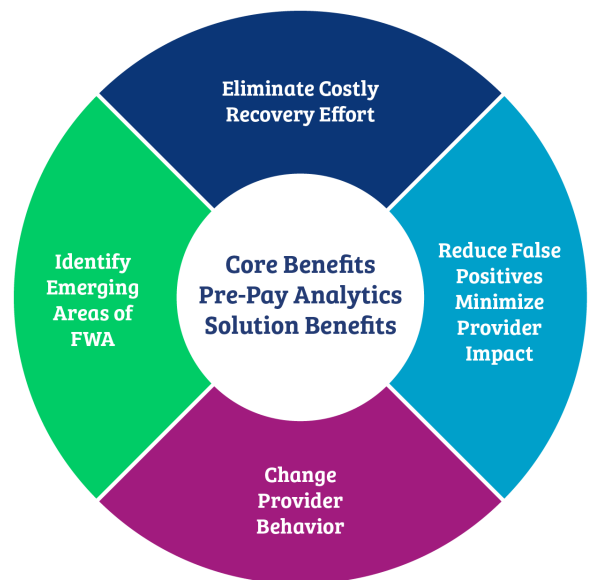 Eliminate Costly
Recovery Effort
Identify
Emerging
Areas of
FWA
Core Benefits
Pre-Pay Analytics
Solution Benefits
Reduce False
Positives
Minimize
Provider
Impact
Change
Provider
Behavior